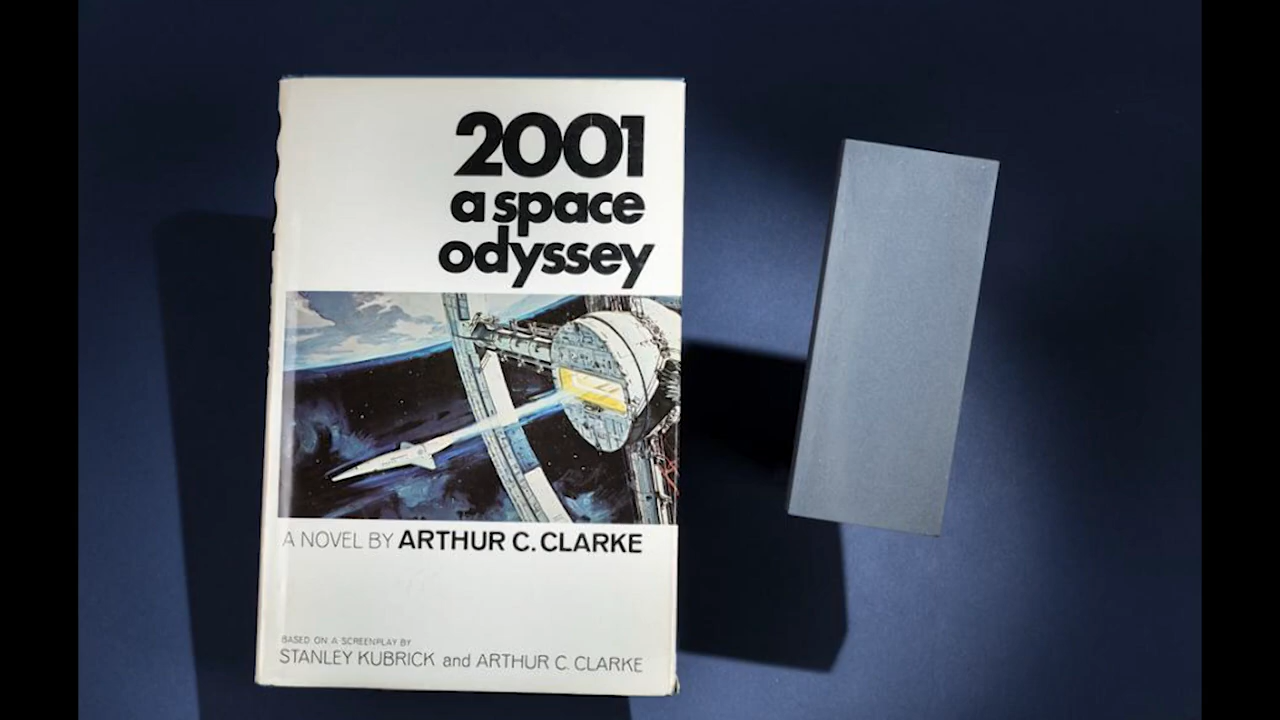 2001
a space
odyssey
A NOVEL BY ARTHUR C. CLARKE
BASED ON A SCREENPLAY BY
STANLEY KUBRICK and ARTHUR C. CLARKE